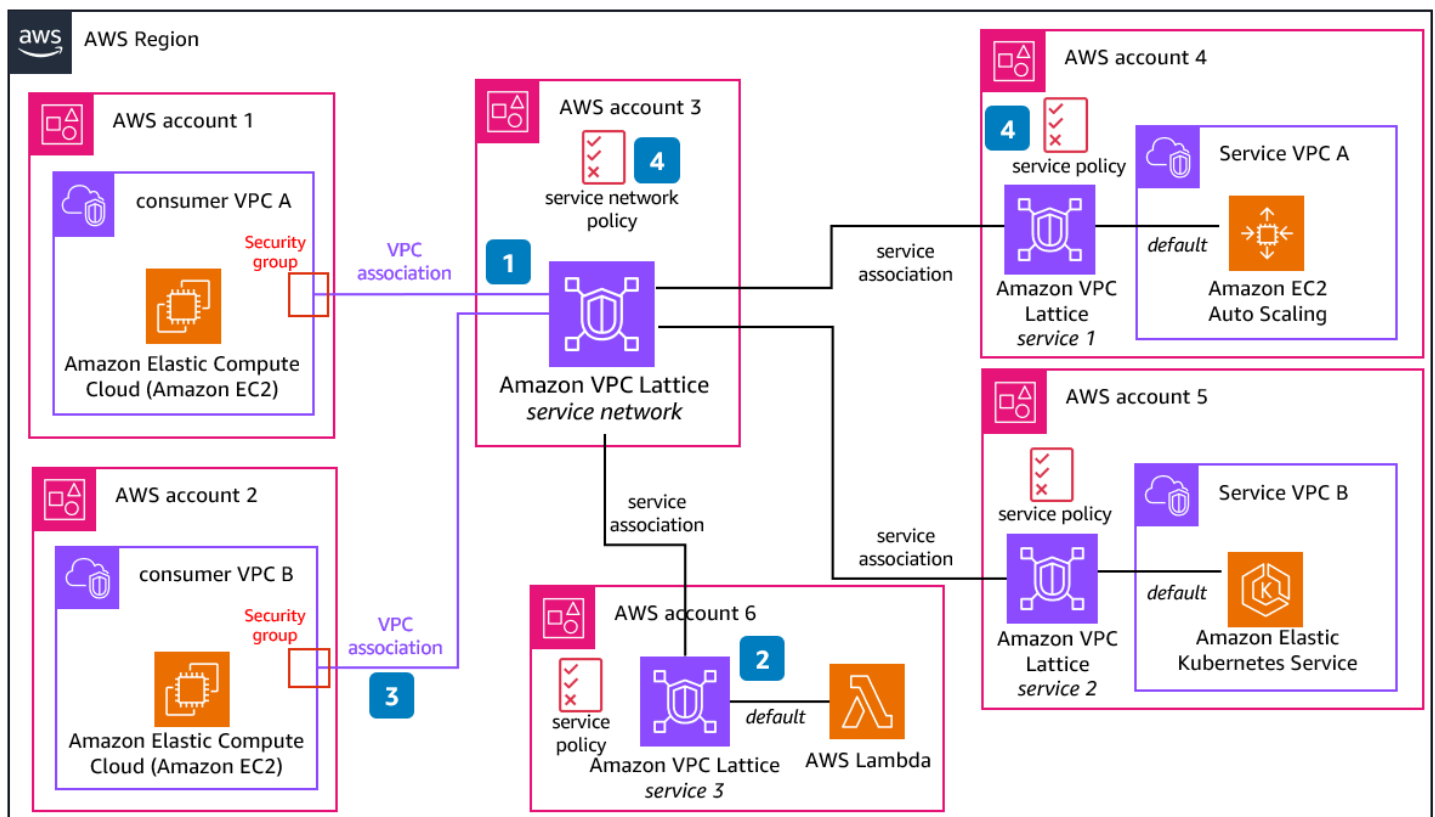 aws
AWS Region
AWS account 1
consumer VPC A
Security
group
Amazon Elastic Compute
Cloud (Amazon EC2)
VPC
association
AWS account 2
consumer VPC B
Security
group
Amazon Elastic Compute
Cloud (Amazon EC2)
VPC
association
3
AWS account 3
4
service network
policy
1
Amazon VPC Lattice
service network
service
association
service
association
service
association
AWS account 4
4
service policy
Amazon VPC
Lattice
service 1
default
Service VPC A
Amazon EC2
Auto Scaling
AWS account 5
service policy
Amazon VPC
Lattice
service 2
default
Service VPC B
K
Amazon Elastic
Kubernetes Service
AWS account 6
2
service
policy
Amazon VPC Lattice
service 3
default
AWS Lambda